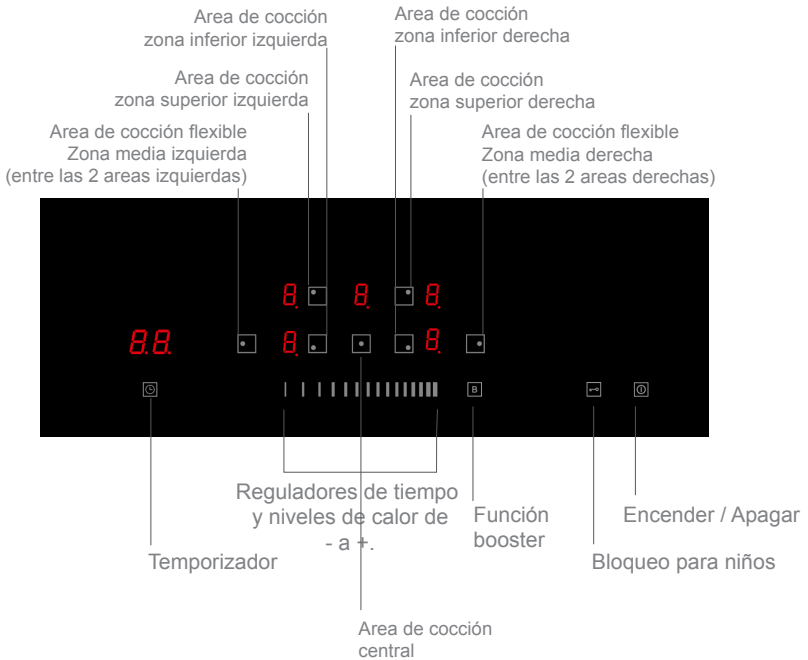 Area de cocción
zona inferior izquierda
Area de cocción
zona inferior derecha
Area de cocción
zona superior izquierda
Area de cocción
zona superior derecha
Area de cocción flexible
Zona media izquierda
(entre las 2 areas izquierdas)
Area de cocción flexible
Zona media derecha
(entre las 2 areas derechas)
8. 8. 8.
8.8. 8. 8.
B
Reguladores de tiempo
y niveles de calor de
- a +.
Función
booster
Encender / Apagar
Temporizador
Bloqueo para niños
Area de cocción
central